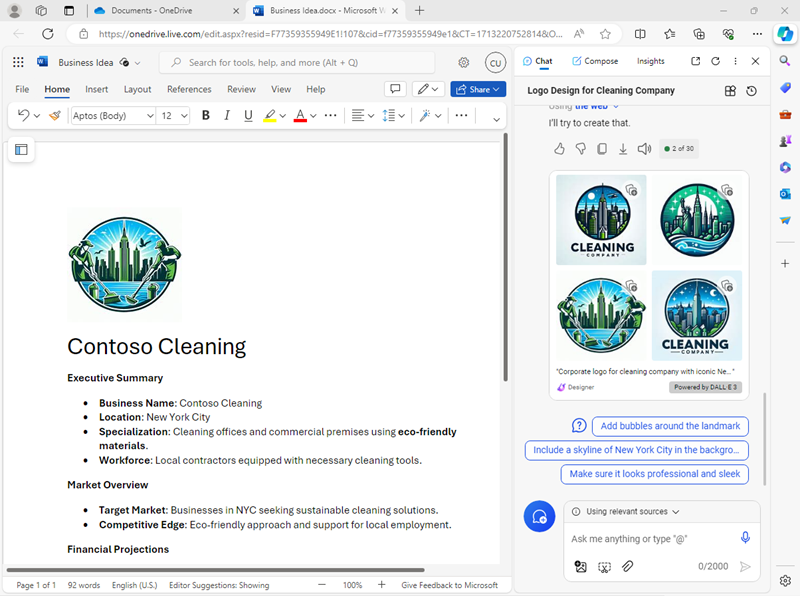 Documents - OneDrive
Business Idea.docx - Microsoft W
https://onedrive.live.com/edit.aspx?resid=F77359355949E1!107&cid=f77359355949e1&CT=1713220752814&O...
Business Idea
Search for tools, help, and more (Alt + Q)
CU
File Home Insert Layout References Review View Help
Share
Aptos (Body) 12 B I U A
Contoso Cleaning
Executive Summary
• Business Name: Contoso Cleaning
• Location: New York City
• Specialization: Cleaning offices and commercial premises using eco-friendly
materials.
• Workforce: Local contractors equipped with necessary cleaning tools.
Market Overview
• Target Market: Businesses in NYC seeking sustainable cleaning solutions.
• Competitive Edge: Eco-friendly approach and support for local employment.
Financial Projections
Page 1 of 1 92 words English (U.S.) Editor Suggestions: Showing 100% Give Feedback to Microsoft
Chat Compose Insights
Logo Design for Cleaning Company
Using the web
I'll try to create that.
2 of 30
CLEANING
COMPANY
CLEANING
COMPANY
"Corporate logo for cleaning company with iconic Ne..."
Designer
Powered by DALL·E 3
Add bubbles around the landmark
Include a skyline of New York City in the backgro...
Make sure it looks professional and sleek
Using relevant sources
Ask me anything or type "@"
0/2000